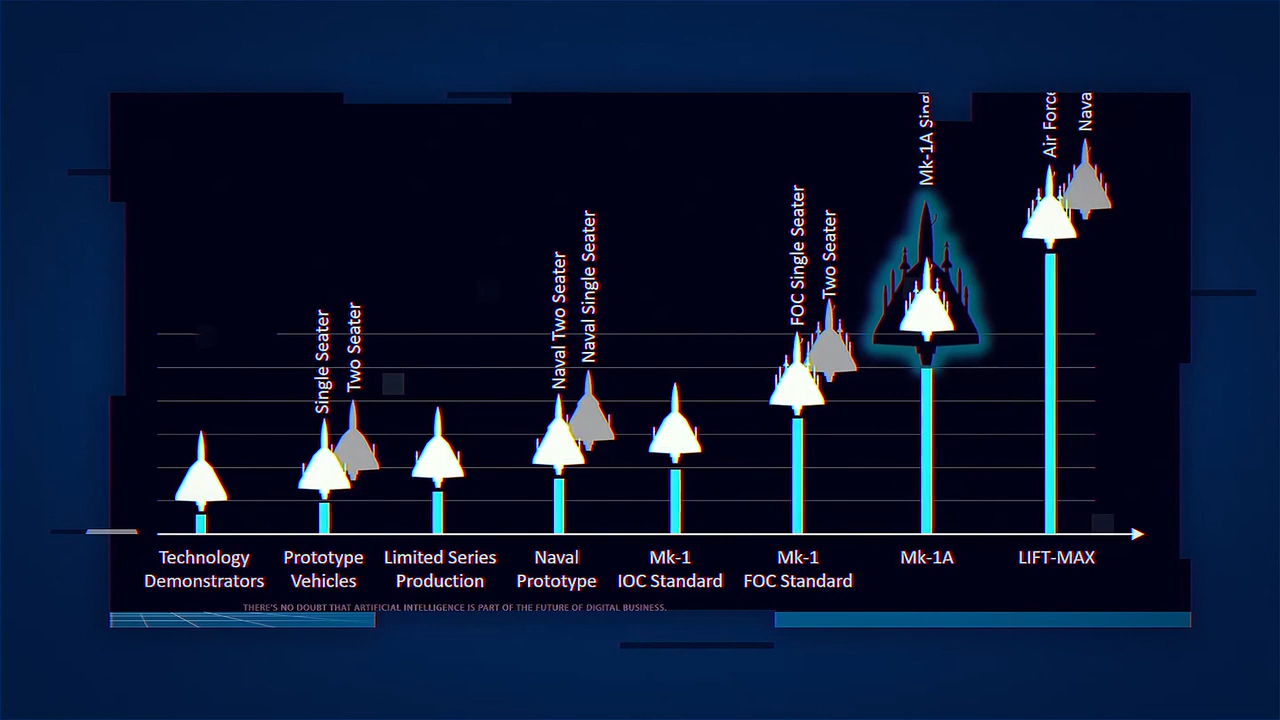 Single Seater
Two Seater
Naval Two Seater
Naval Single Seater
FOC Single Seater
Two Seater
Mk-1A
Air Force
Technology
Demonstrators
Prototype
Vehicles
Limited Series
Production
Naval
Prototype
Mk-1
IOC Standard
Mk-1
FOC Standard
Mk-1A
LIFT-MAX
THERE'S NO DOUBT THAT ARTIFICIAL INTELLIGENCE IS PART OF THE FUTURE OF DIGITAL BUSINESS.